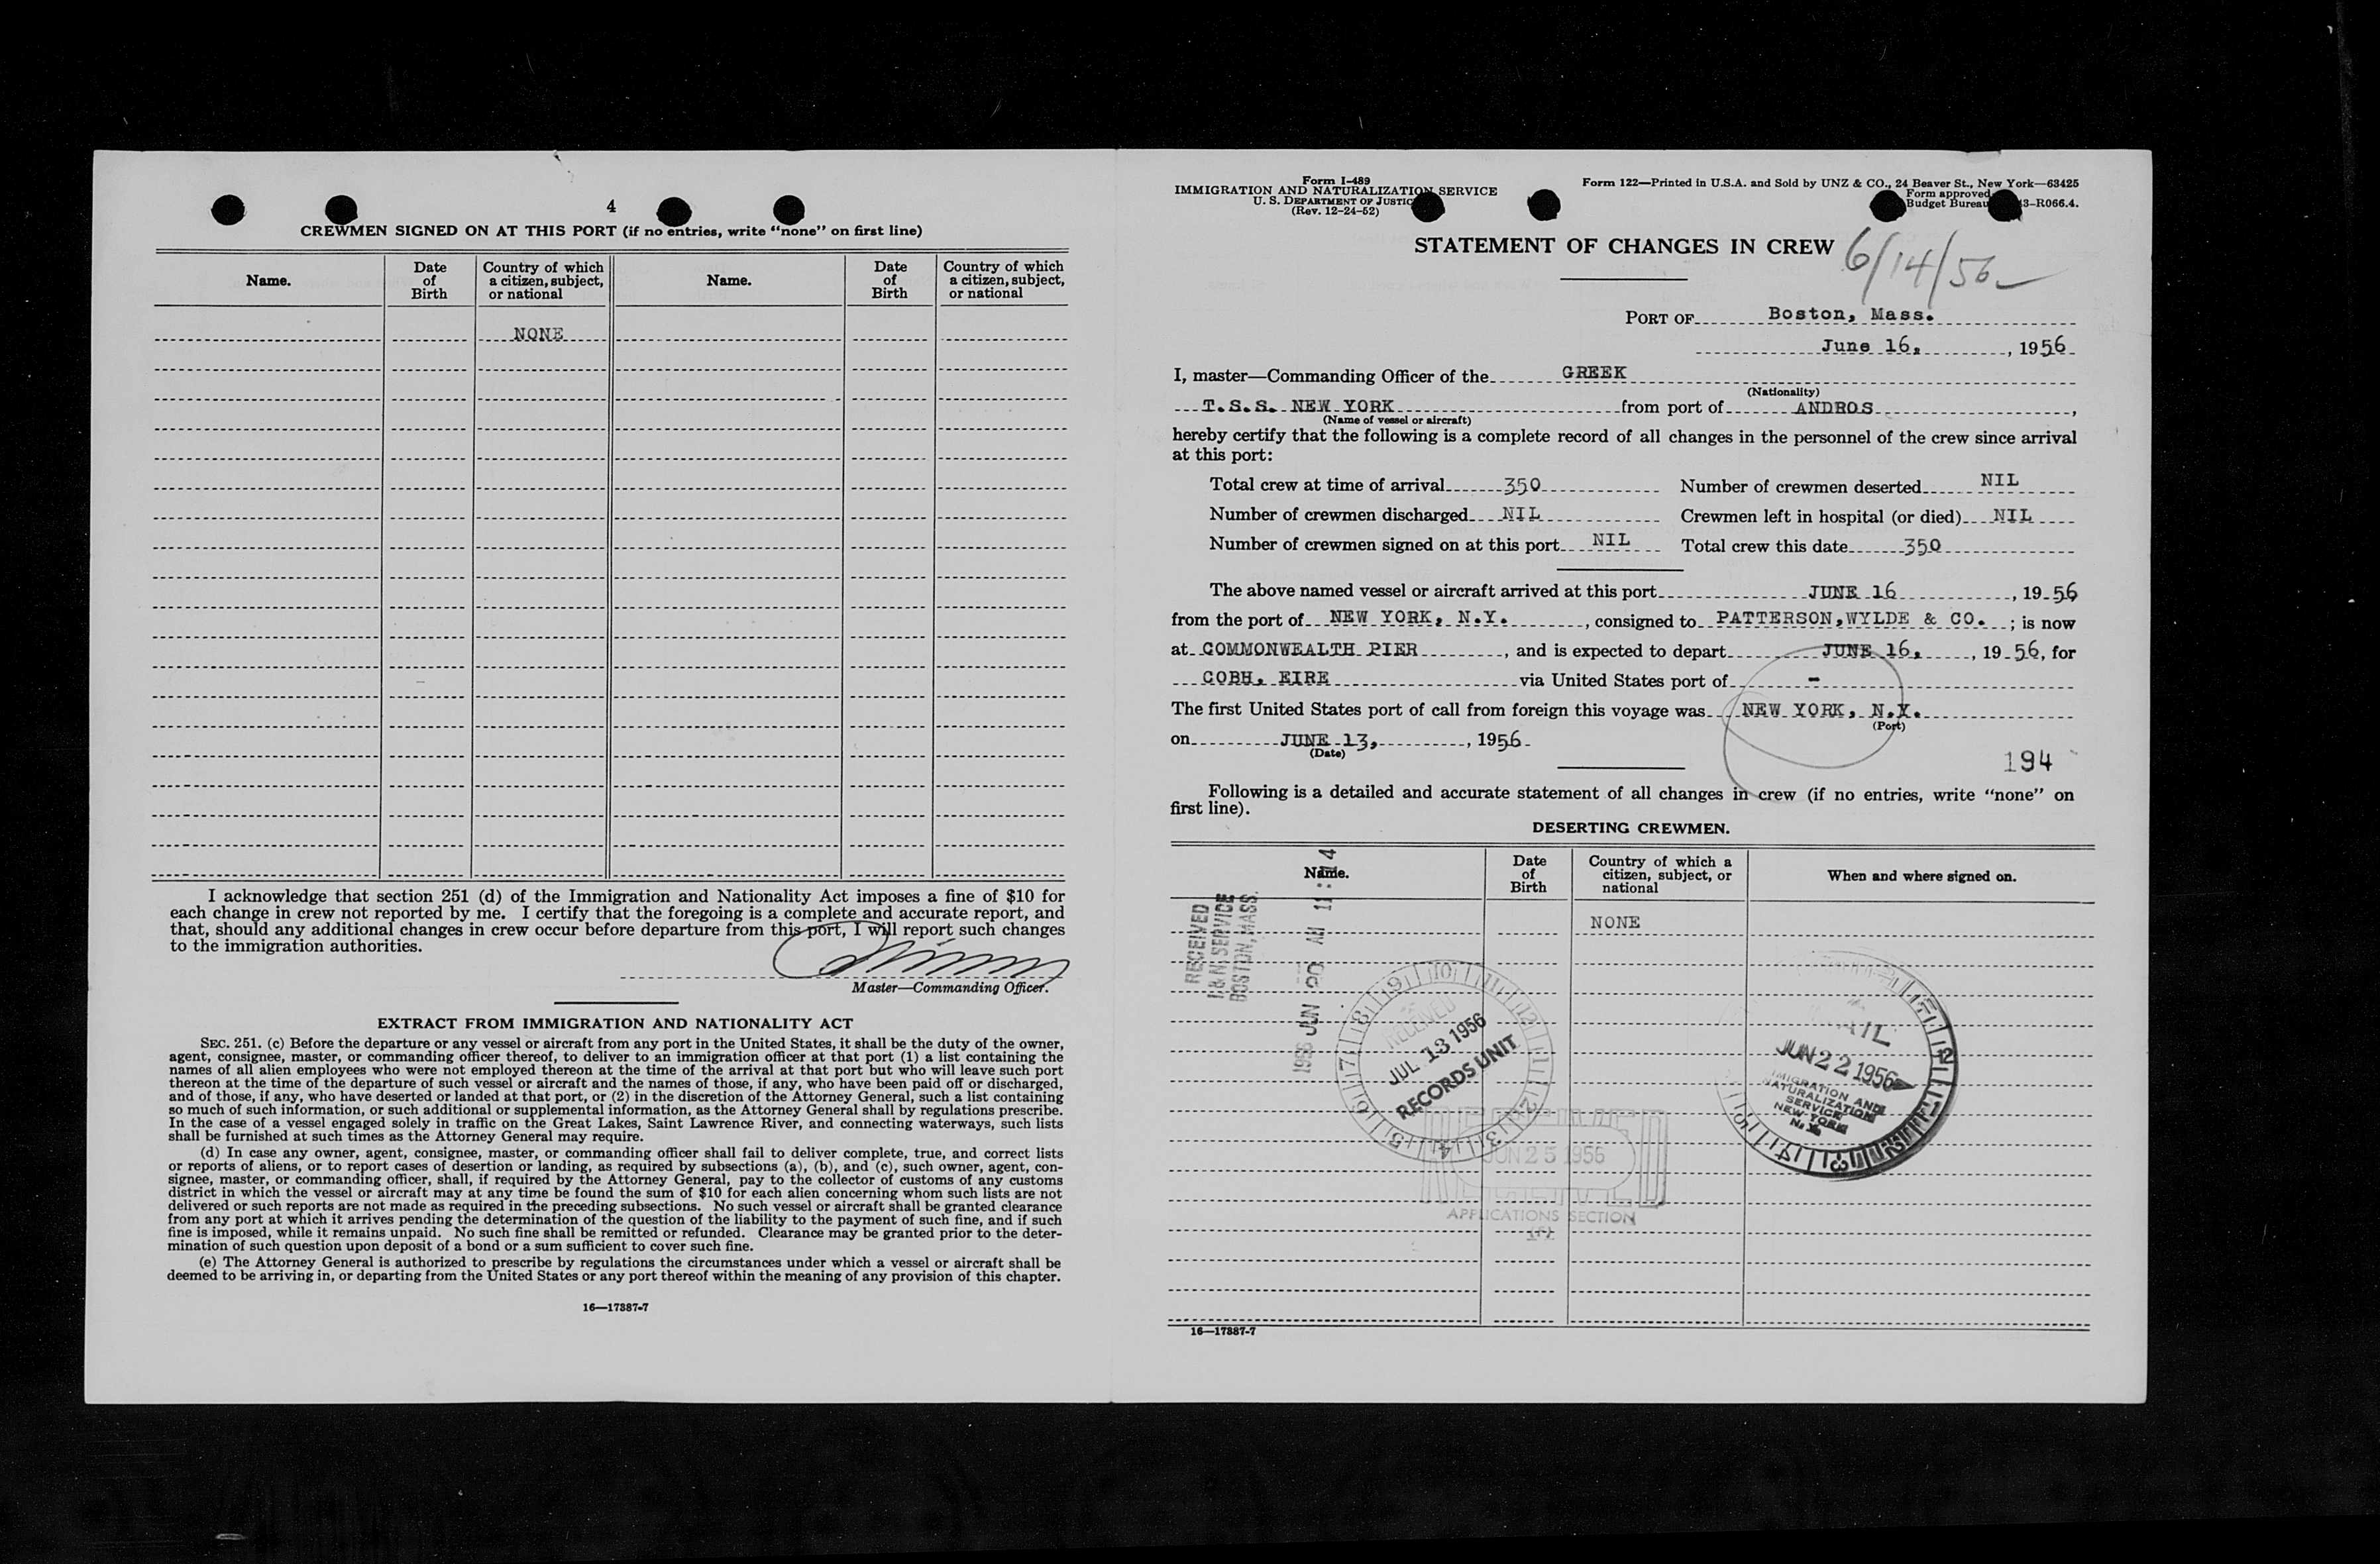 4
CREWMEN SIGNED ON AT THIS PORT (if no entries, write “none” on first line)
Name.
Date of Birth
Country of which a citizen, subject, or national
Name.
Date of Birth
Country of which a citizen, subject, or national
NONE
I acknowledge that section 251 (d) of the Immigration and Nationality Act imposes a fine of $10 for
each change in crew not reported by me. I certify that the foregoing is a complete and accurate report, and
that, should any additional changes in crew occur before departure from this port, I will report such changes
to the immigration authorities.
Master—Commanding Officer.
EXTRACT FROM IMMIGRATION AND NATIONALITY ACT
SEC. 251. (c) Before the departure or any vessel or aircraft from any port in the United States, it shall be the duty of the owner,
agent, consignee, master, or commanding officer thereof, to deliver to an immigration officer at that port (1) a list containing the
names of all alien employees who were not employed thereon at the time of the arrival at that port but who will leave such port
thereon at the time of the departure of such vessel or aircraft and the names of those, if any, who have been paid off or discharged,
and of those, if any, who have deserted or landed at that port, or (2) in the discretion of the Attorney General, such a list containing
so much of such information, or such additional or supplemental information, as the Attorney General shall by regulations prescribe.
In the case of a vessel engaged solely in traffic on the Great Lakes, Saint Lawrence River, and connecting waterways, such lists
shall be furnished at such times as the Attorney General may require.
(d) In case any owner, agent, consignee, master, or commanding officer shall fail to deliver complete, true, and correct lists
or reports of aliens, or to report cases of desertion or landing, as required by subsections (a), (b), and (c), such owner, agent, con-
signee, master, or commanding officer, shall, if required by the Attorney General, pay to the collector of customs of any customs
district in which the vessel or aircraft may at any time be found the sum of $10 for each alien concerning whom such lists are not
delivered or such reports are not made as required in the preceding subsections. No such vessel or aircraft shall be granted clearance
from any port at which it arrives pending the determination of the question of the liability to the payment of such fine, and if such
fine is imposed, while it remains unpaid. No such fine shall be remitted or refunded. Clearance may be granted prior to the deter-
mination of such question upon deposit of a bond or a sum sufficient to cover such fine.
(e) The Attorney General is authorized to prescribe by regulations the circumstances under which a vessel or aircraft shall be
deemed to be arriving in, or departing from the United States or any port thereof within the meaning of any provision of this chapter.
16—17887-7
Form I-489
IMMIGRATION AND NATURALIZATION SERVICE
U. S. DEPARTMENT OF JUSTIC
(Rev. 12-24-52)
Form 122—Printed in U.S.A. and Sold by UNZ & CO., 24 Beaver St., New York—63425
Form approved
Budget Bureau 3-R066.4.
STATEMENT OF CHANGES IN CREW
6/14/56
PORT OF Boston, Mass.
June 16, , 1956
I, master—Commanding Officer of the GREEK
(Nationality)
T.S.S. NEW YORK from port of ANDROS ,
(Name of vessel or aircraft)
hereby certify that the following is a complete record of all changes in the personnel of the crew since arrival
at this port:
Total crew at time of arrival 350 Number of crewmen deserted NIL
Number of crewmen discharged NIL Crewmen left in hospital (or died) NIL
Number of crewmen signed on at this port NIL Total crew this date 350
The above named vessel or aircraft arrived at this port JUNE 16 , 1956
from the port of NEW YORK, N.Y. , consigned to PATTERSON,WYLDE & CO. ; is now
at COMMONWEALTH PIER , and is expected to depart JUNE 16, , 1956, for
COBH, EIRE via United States port of -
The first United States port of call from foreign this voyage was NEW YORK, N.Y.
(Port)
on JUNE 13, , 1956
(Date)
194
Following is a detailed and accurate statement of all changes in crew (if no entries, write “none” on
first line).
DESERTING CREWMEN.
Name.
Date of Birth
Country of which a citizen, subject, or national
When and where signed on.
NONE
RECEIVED
I & N SERVICE
BOSTON, MASS.
1956 JUN 20 AM 11:14
RECEIVED
JUL 13 1956
RECORDS UNIT
MAIL
JUN 22 1956
IMMIGRATION AND
NATURALIZATION
SERVICE
NEW YORK
N. Y.
RECEIVED
JUN 25 1956
APPLICATIONS SECTION
16—17887-7